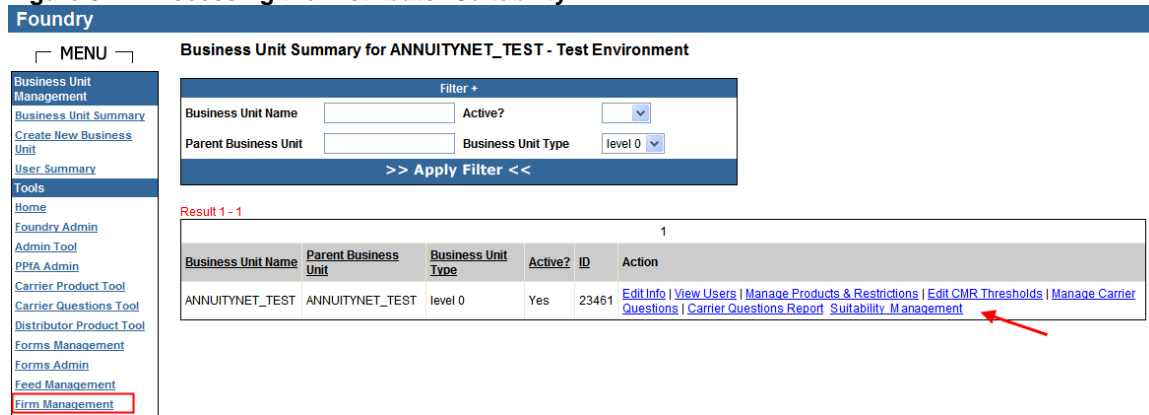 Foundry
MENU
Business Unit
Management
Business Unit Summary
Create New Business
Unit
User Summary
Tools
Home
Foundry Admin
Admin Tool
PPfA Admin
Carrier Product Tool
Carrier Questions Tool
Distributor Product Tool
Forms Management
Forms Admin
Feed Management
Firm Management
Business Unit Summary for ANNUITYNET_TEST - Test Environment
Filter +
Business Unit Name Active?
Parent Business Unit Business Unit Type level 0
>> Apply Filter <<
Result 1 - 1
1
Business Unit Name Parent Business Unit Business Unit Type Active? ID Action
ANNUITYNET_TEST ANNUITYNET_TEST level 0 Yes 23461 Edit Info | View Users | Manage Products & Restrictions | Edit CMR Thresholds | Manage Carrier
Questions | Carrier Questions Report Suitability Management